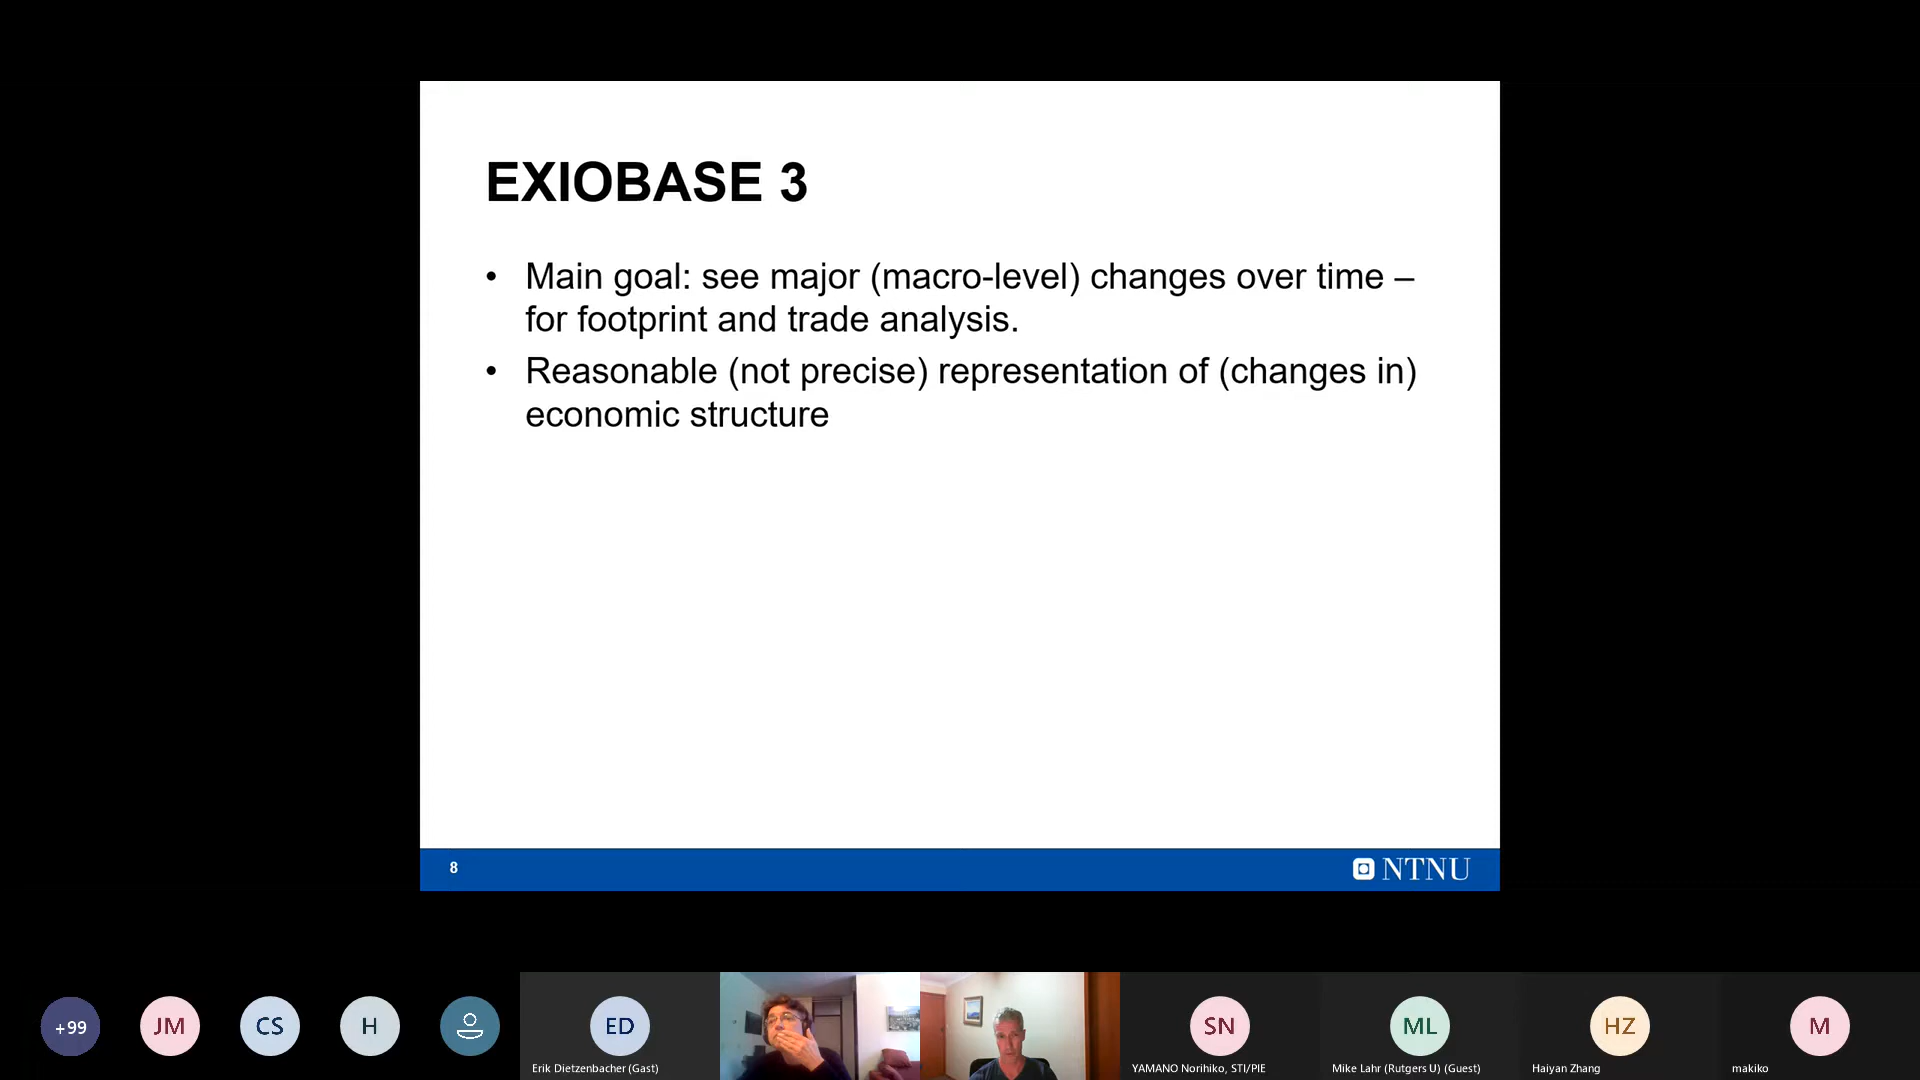 EXIOBASE 3
• Main goal: see major (macro-level) changes over time –
for footprint and trade analysis.
• Reasonable (not precise) representation of (changes in)
economic structure
8
NTNU
+99
JM
CS
H
ED
SN
ML
HZ
M
Erik Dietzenbacher (Gast)
YAMANO Norihiko, STI/PIE
Mike Lahr (Rutgers U) (Guest)
Haiyan Zhang
makiko